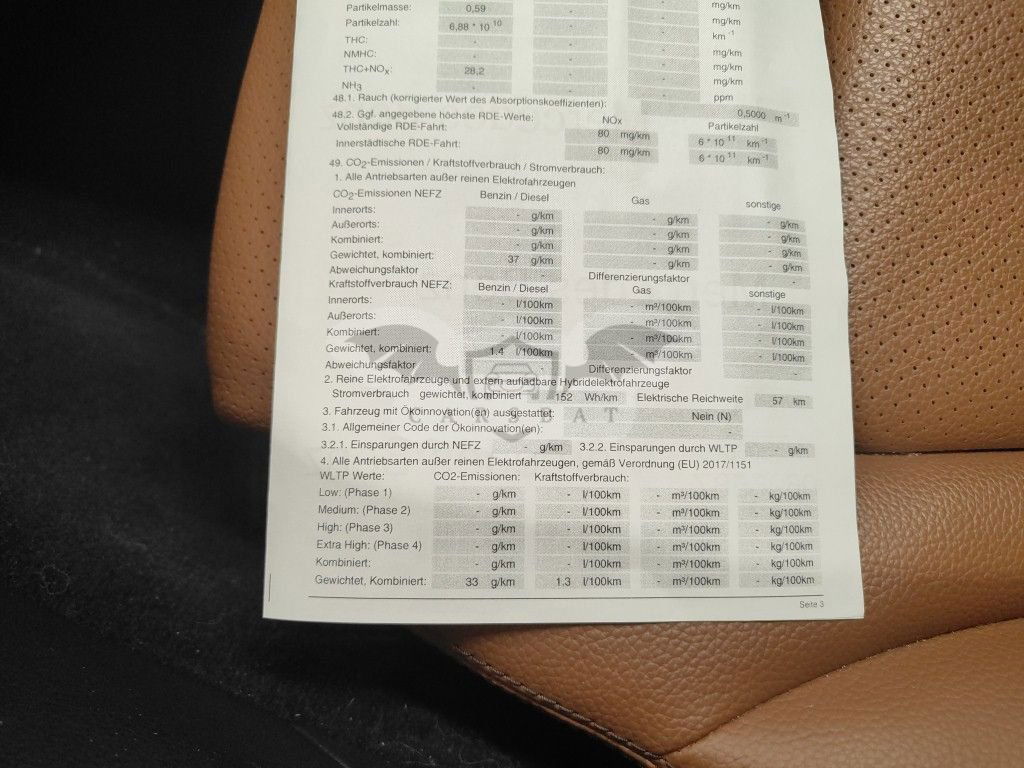 Partikelmasse: 0,59 - - mg/km
Partikelzahl: 6,88 * 10 10 - - mg/km
THC: - - - km -1
NMHC: - - - mg/km
THC+NOx: 28,2 - - mg/km
NH3 - - - mg/km
ppm
48.1. Rauch (korrigierter Wert des Absorptionskoeffizienten): 0,5000 m -1
48.2. Ggf. angegebene höchste RDE-Werte: NOx Partikelzahl
Vollständige RDE-Fahrt: 80 mg/km 6 * 10 11 km -1
Innerstädtische RDE-Fahrt: 80 mg/km 6 * 10 11 km -1
49. CO2-Emissionen / Kraftstoffverbrauch / Stromverbrauch:
1. Alle Antriebsarten außer reinen Elektrofahrzeugen
CO2-Emissionen NEFZ Benzin / Diesel Gas sonstige
Innerorts: - g/km - g/km - g/km
Außerorts: - g/km - g/km - g/km
Kombiniert: - g/km - g/km - g/km
Gewichtet, kombiniert: 37 g/km - g/km - g/km
Abweichungsfaktor - Differenzierungsfaktor -
Kraftstoffverbrauch NEFZ: Benzin / Diesel Gas sonstige
Innerorts: - l/100km - m³/100km - l/100km
Außerorts: - l/100km - m³/100km - l/100km
Kombiniert: - l/100km - m³/100km - l/100km
Gewichtet, kombiniert: 1.4 l/100km m³/100km - l/100km
Abweichungsfaktor - Differenzierungsfaktor -
2. Reine Elektrofahrzeuge und extern aufladbare Hybridelektrofahrzeuge
Stromverbrauch gewichtet, kombiniert 152 Wh/km Elektrische Reichweite 57 km
CARSCAT
3. Fahrzeug mit Ökoinnovation(en) ausgestattet: Nein (N)
3.1. Allgemeiner Code der Ökoinnovation(en): -
3.2.1. Einsparungen durch NEFZ - g/km 3.2.2. Einsparungen durch WLTP - g/km
4. Alle Antriebsarten außer reinen Elektrofahrzeugen, gemäß Verordnung (EU) 2017/1151
WLTP Werte: CO2-Emissionen: Kraftstoffverbrauch:
Low: (Phase 1) - g/km - l/100km - m³/100km - kg/100km
Medium: (Phase 2) - g/km - l/100km - m³/100km - kg/100km
High: (Phase 3) - g/km - l/100km - m³/100km - kg/100km
Extra High: (Phase 4) - g/km - l/100km - m³/100km - kg/100km
Kombiniert: - g/km - l/100km - m³/100km - kg/100km
Gewichtet, Kombiniert: 33 g/km 1.3 l/100km - m³/100km - kg/100km
Seite 3